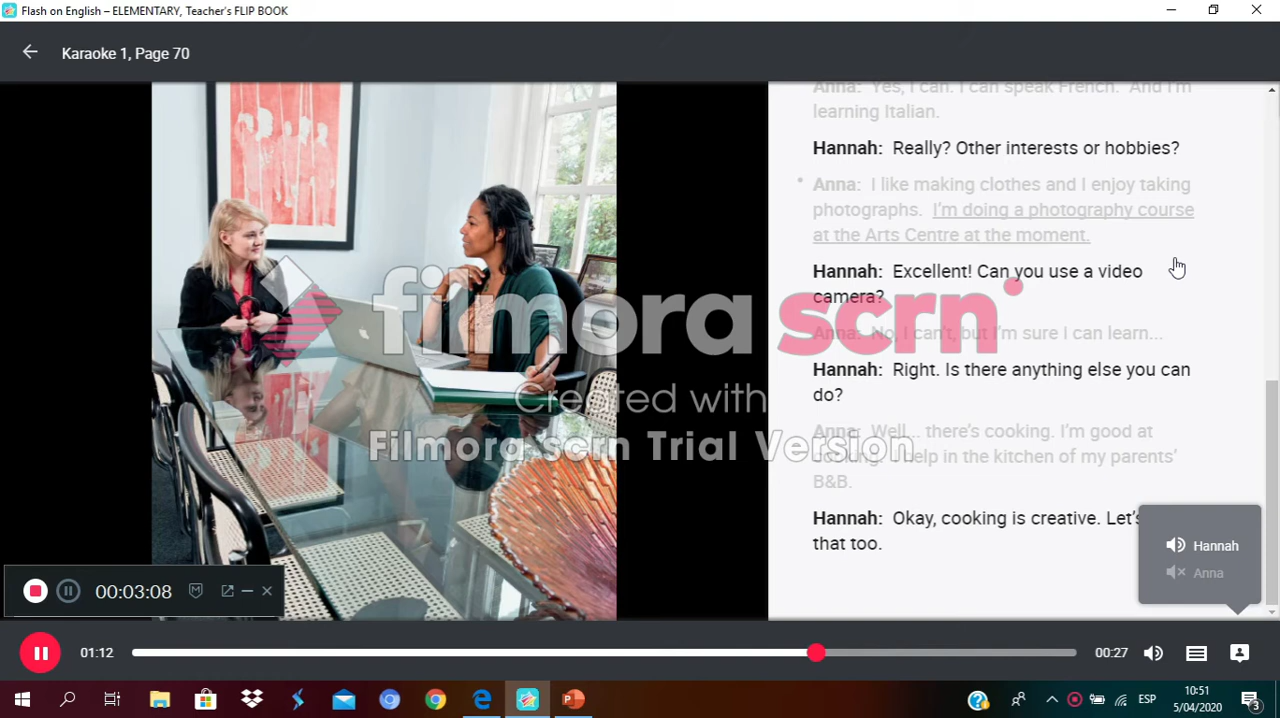 Flash on English – ELEMENTARY, Teacher's FLIP BOOK
Karaoke 1, Page 70
Anna: Yes, I can. I can speak French. And I'm
learning Italian.
Hannah: Really? Other interests or hobbies?
Anna: I like making clothes and I enjoy taking
photographs. I'm doing a photography course
at the Arts Centre at the moment.
Hannah: Excellent! Can you use a video
camera?
Anna: No, I can't, but I'm sure I can learn...
Hannah: Right. Is there anything else you can
do?
Anna: Well... there's cooking. I'm good at
cooking. I help in the kitchen of my parents'
B&B.
Hannah: Okay, cooking is creative. Let's
that too.
filmora scrn
Created with
Filmora scrn Trial Version
Hannah
Anna
00:03:08
01:12
00:27
ESP
10:51
5/04/2020
3